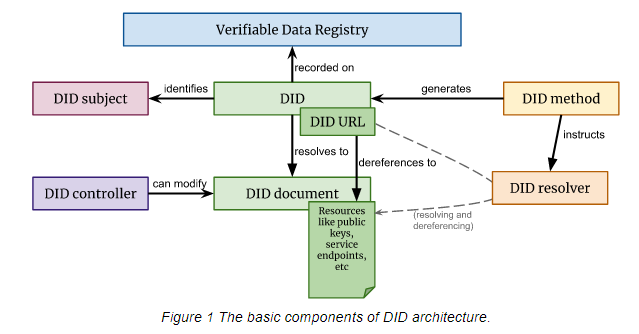 Verifiable Data Registry
recorded on
DID subject
identifies
DID
generates
DID method
DID URL
instructs
resolves to
dereferences to
DID controller
can modify
DID document
DID resolver
(resolving and
dereferencing)
Resources
like public
keys,
service
endpoints,
etc
Figure 1 The basic components of DID architecture.